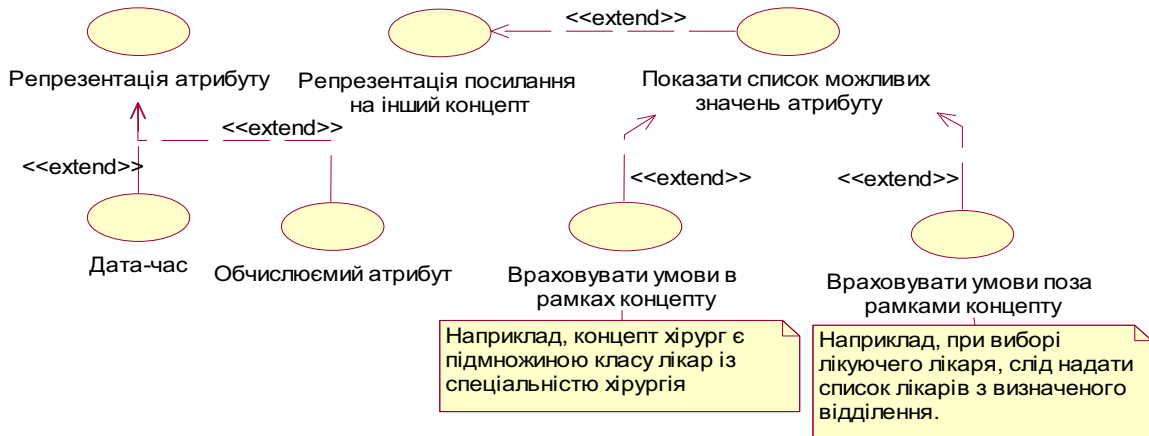 <<extend>>
Репрезентація атрибуту
Репрезентація посилання
на інший концепт
Показати список можливих
значень атрибуту
<<extend>>
<<extend>>
<<extend>>
<<extend>>
Дата-час
Обчислюємий атрибут
Враховувати умови в
рамках концепту
Враховувати умови поза
рамками концепту
Наприклад, концепт хірург є
підмножиною класу лікар із
спеціальністю хірургія
Наприклад, при виборі
лікуючого лікаря, слід надати
список лікарів з визначеного
відділення.